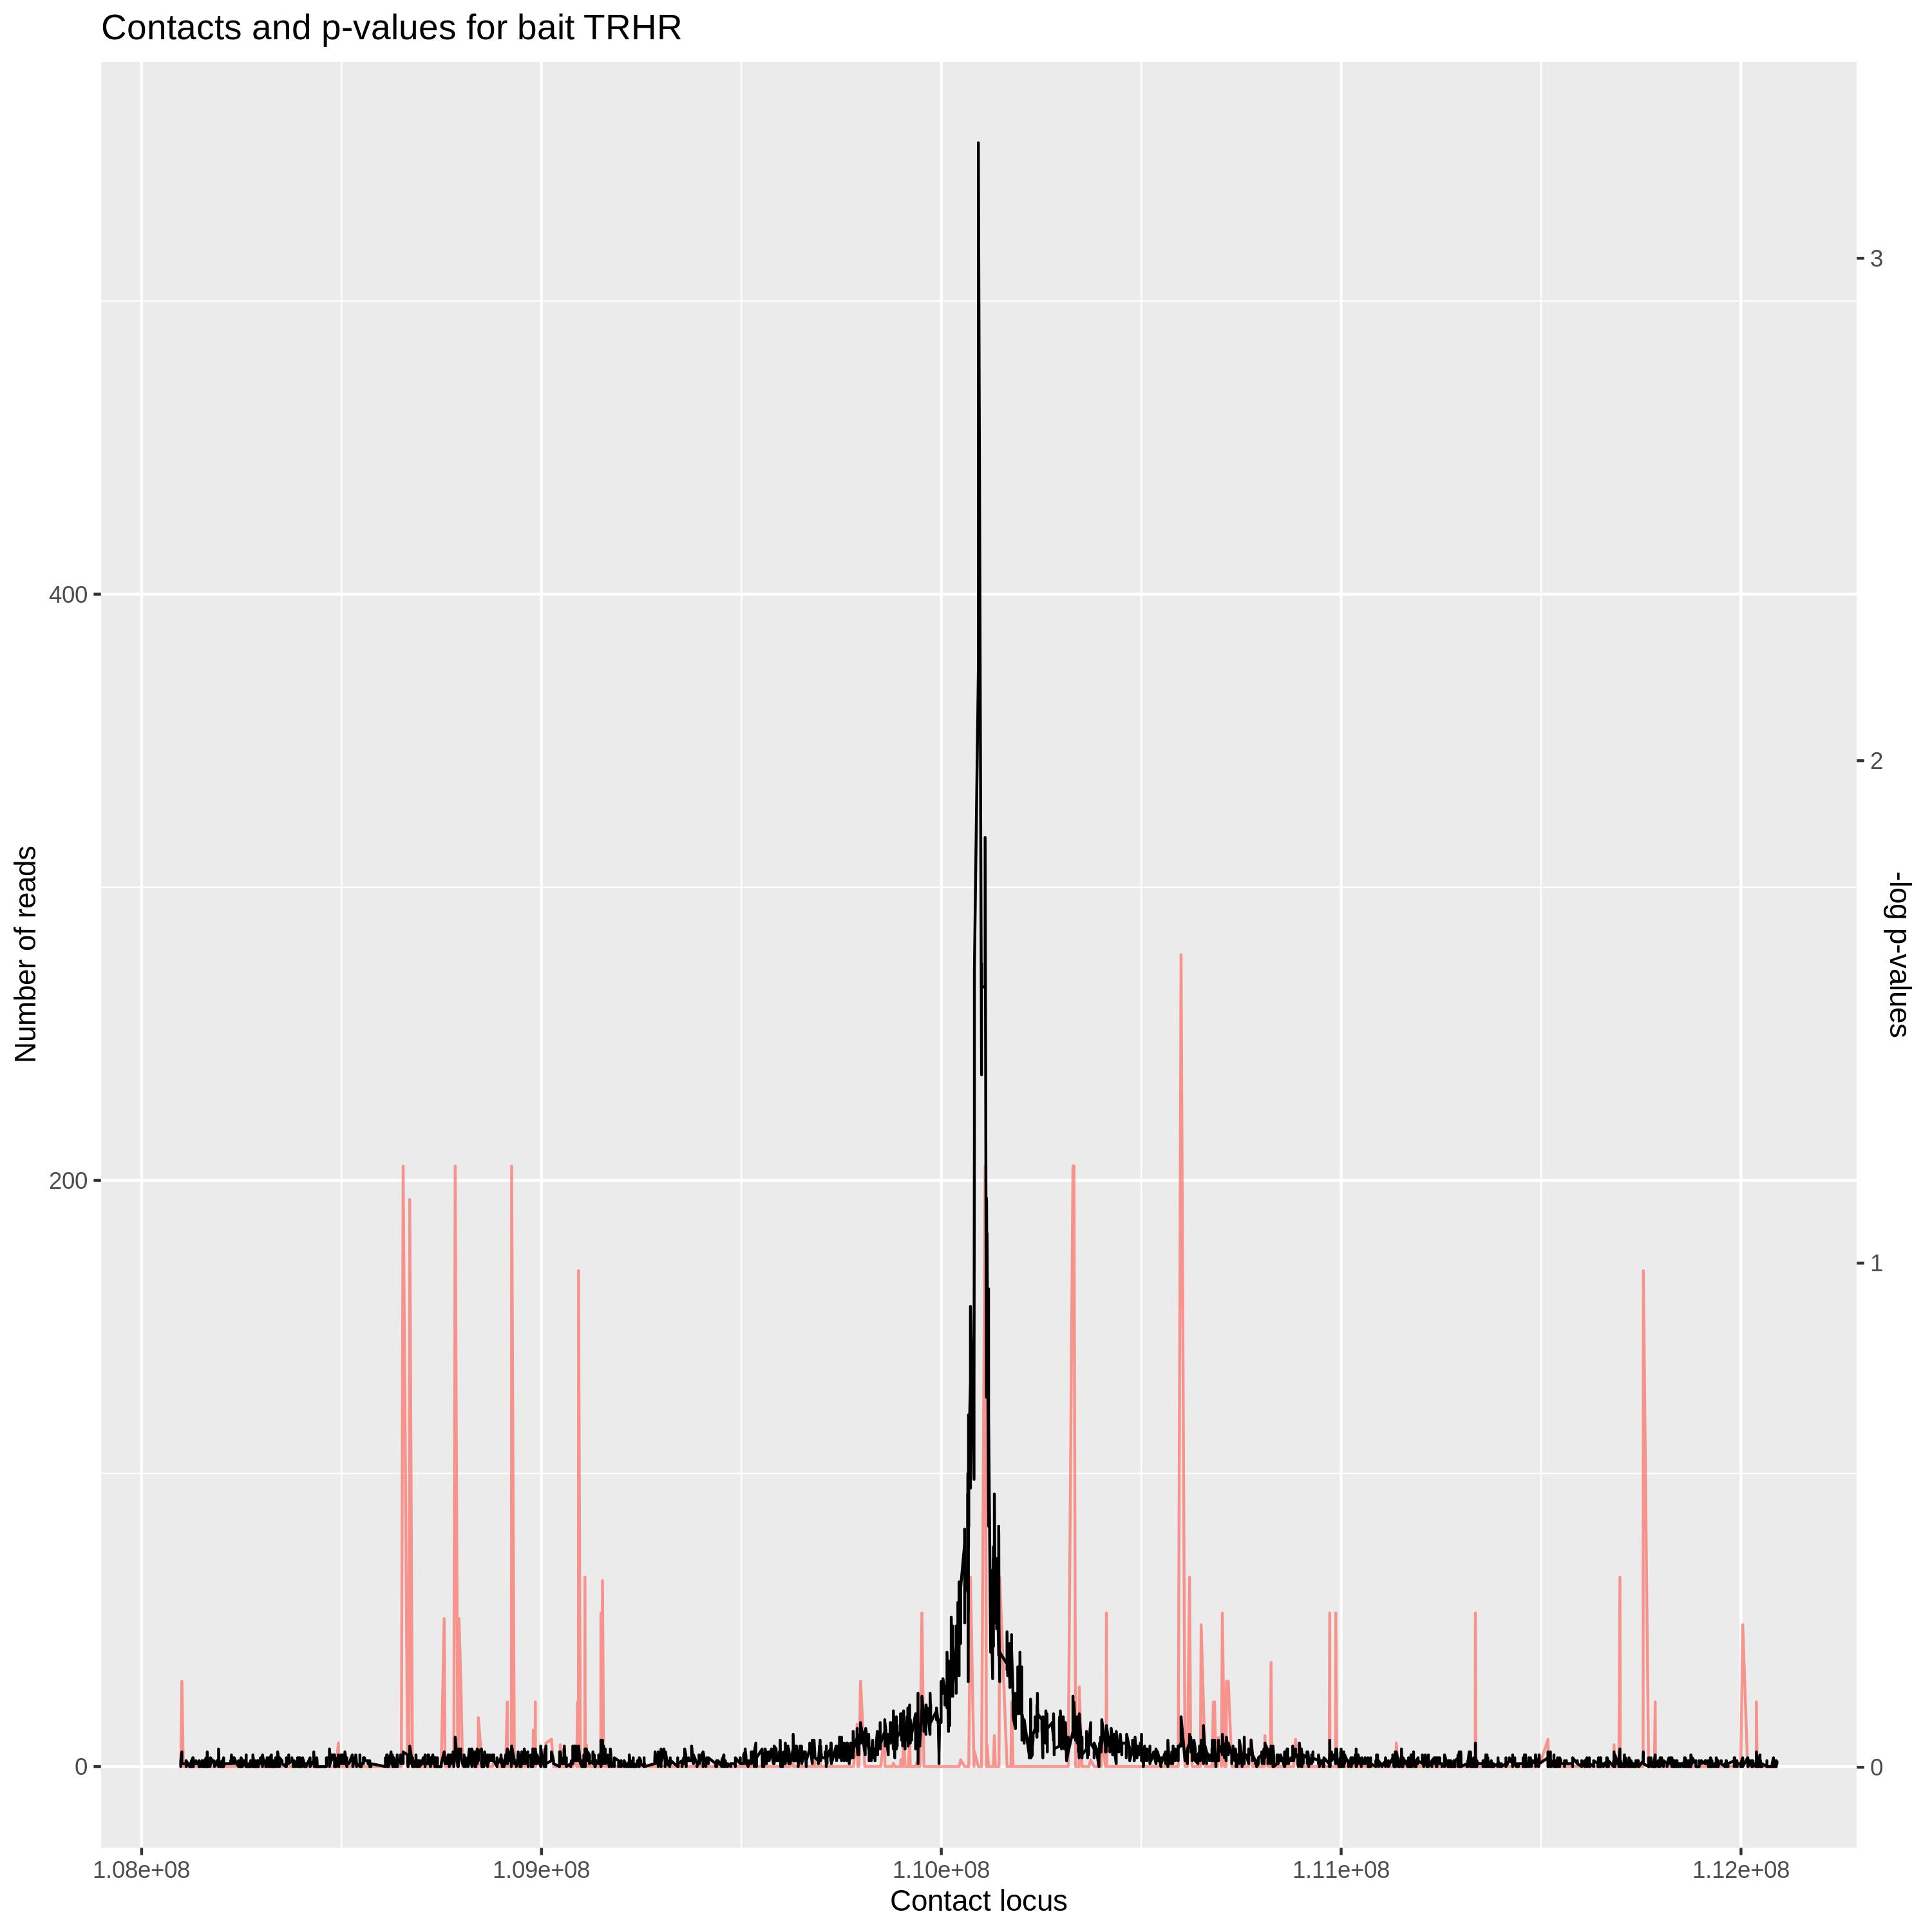 Contacts and p-values for bait TRHR
400
200
0
Number of reads
3
2
1
0
-log p-values
1.08e+08 1.09e+08 1.10e+08 1.11e+08 1.12e+08
Contact locus